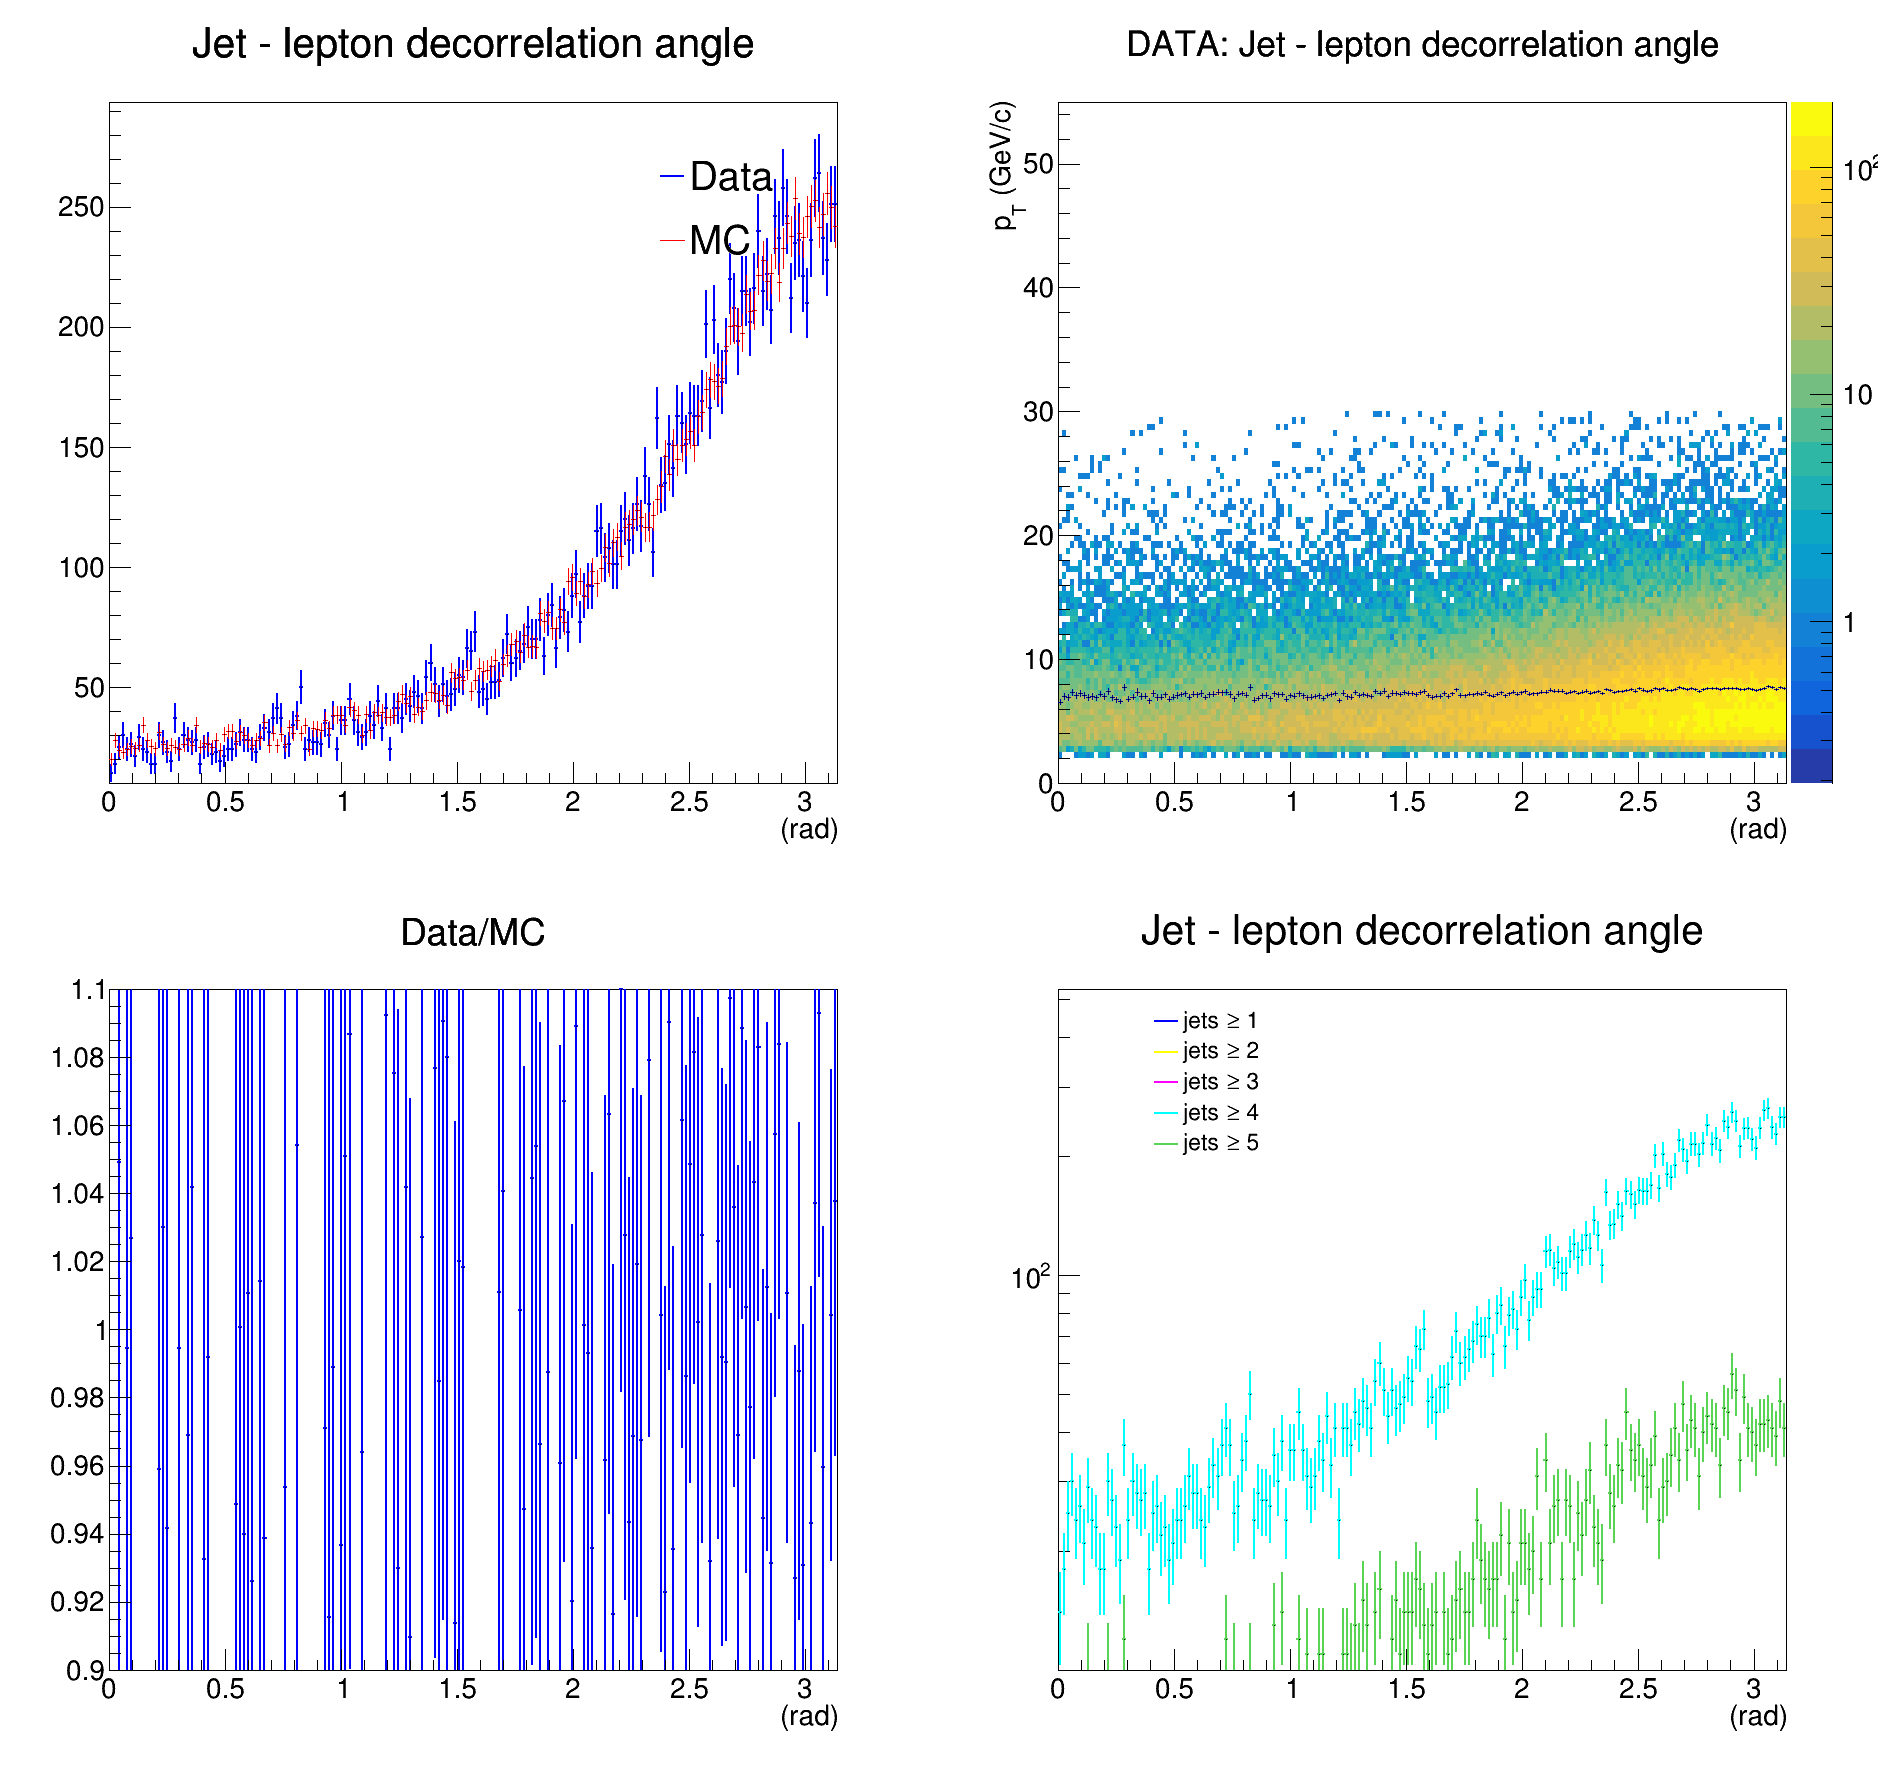 Jet - lepton decorrelation angle
Data
MC
250
200
150
100
50
0 0.5 1 1.5 2 2.5 3
(rad)
DATA: Jet - lepton decorrelation angle
p_T (GeV/c)
50
40
30
20
10
0
0 0.5 1 1.5 2 2.5 3
(rad)
10²
10
1
Data/MC
1.1
1.08
1.06
1.04
1.02
1
0.98
0.96
0.94
0.92
0.9
0 0.5 1 1.5 2 2.5 3
(rad)
Jet - lepton decorrelation angle
jets ≥ 1
jets ≥ 2
jets ≥ 3
jets ≥ 4
jets ≥ 5
10²
0 0.5 1 1.5 2 2.5 3
(rad)